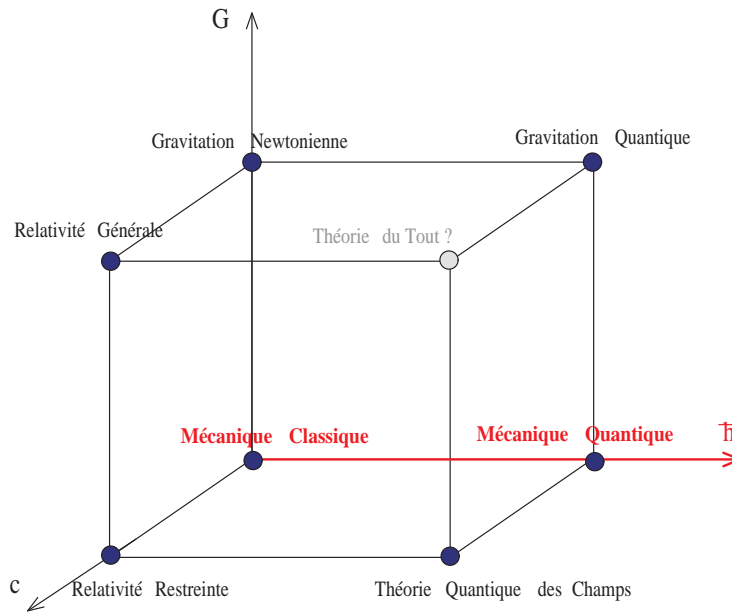 G
Gravitation Newtonienne
Gravitation Quantique
Relativité Générale
Théorie du Tout ?
Mécanique Classique
Mécanique Quantique
ħ
c
Relativité Restreinte
Théorie Quantique des Champs